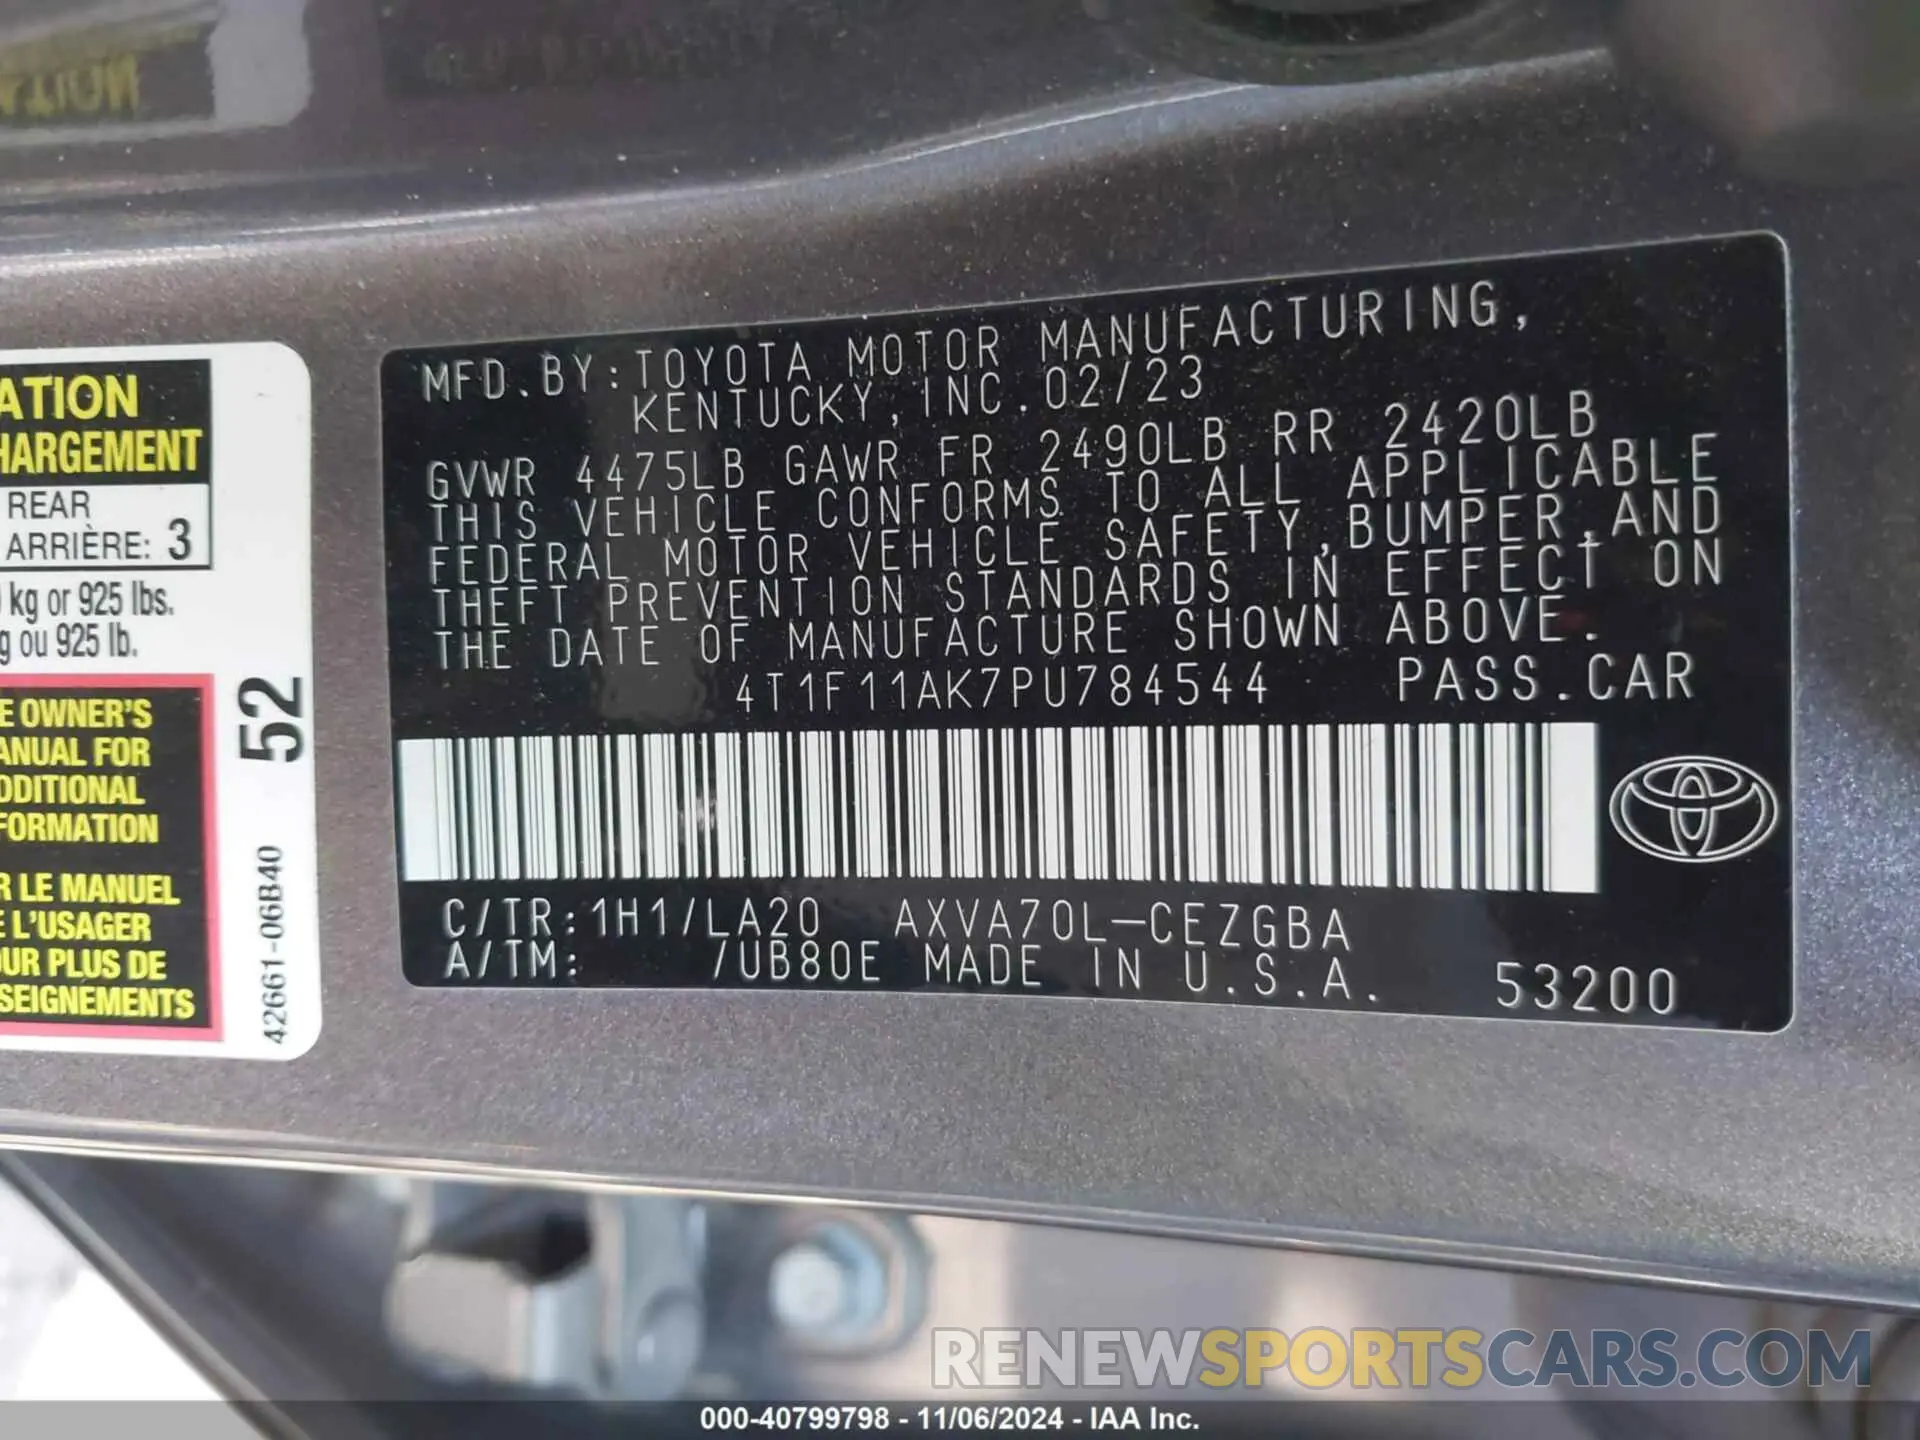 ATION
HARGEMENT
REAR
ARRIÈRE: 3
kg or 925 lbs.
g ou 925 lb.
E OWNER'S
ANUAL FOR
DDITIONAL
FORMATION
R LE MANUEL
E L'USAGER
OUR PLUS DE
SEIGNEMENTS
52
42661-06B40
MFD.BY:TOYOTA MOTOR MANUFACTURING,
KENTUCKY,INC.02/23
GVWR 4475LB GAWR FR 2490LB RR 2420LB
THIS VEHICLE CONFORMS TO ALL APPLICABLE
FEDERAL MOTOR VEHICLE SAFETY,BUMPER,AND
THEFT PREVENTION STANDARDS IN EFFECT ON
THE DATE OF MANUFACTURE SHOWN ABOVE.
4T1F11AK7PU784544 PASS.CAR
C/TR:1H1/LA20 AXVA70L-CEZGBA
A/TM: /UB80E MADE IN U.S.A. 53200
RENEWSPORTSCARS.COM
000-40799798 - 11/06/2024 - IAA Inc.